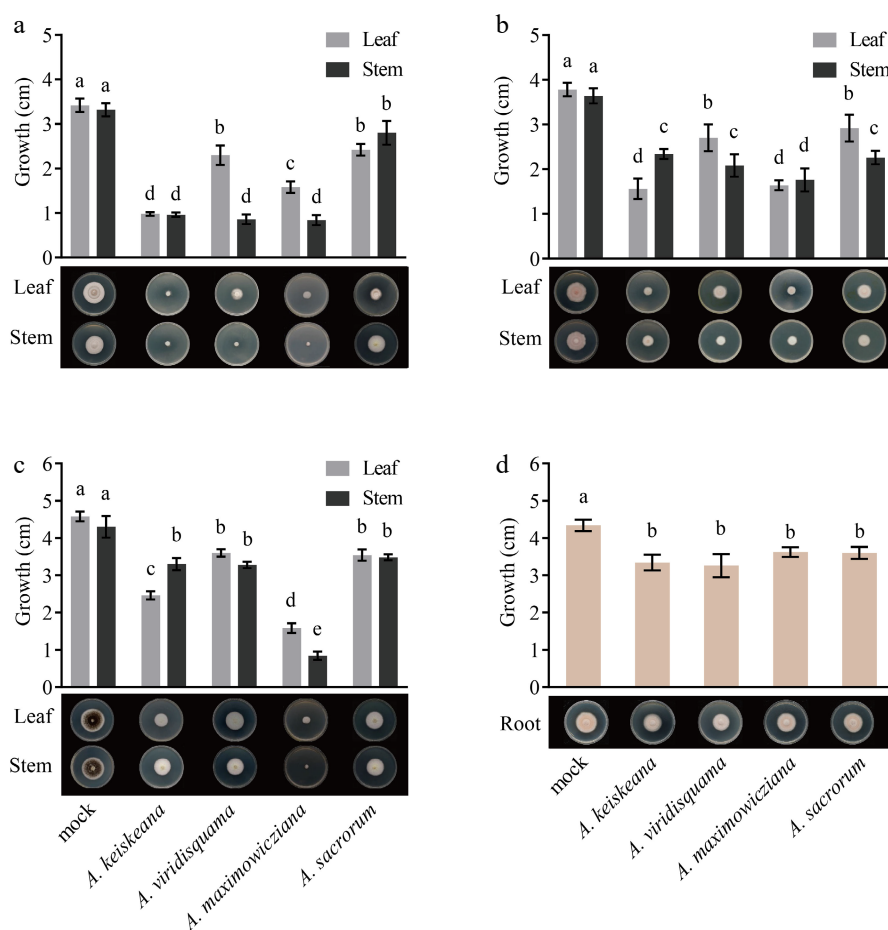 a
Leaf
Stem
Growth (cm)
5
4
3
2
1
0
a a
d d
b d
c d
b b
Leaf
Stem
b
Leaf
Stem
Growth (cm)
5
4
3
2
1
0
a a
d c
b c
d d
b c
Leaf
Stem
c
Leaf
Stem
Growth (cm)
6
5
4
3
2
1
0
a a
c b
b b
d e
b b
Leaf
Stem
mock
A. keiskeana
A. viridisquama
A. maximowicziana
A. sacrorum
d
Growth (cm)
6
5
4
3
2
1
0
a
b
b
b
b
Root
mock
A. keiskeana
A. viridisquama
A. maximowicziana
A. sacrorum